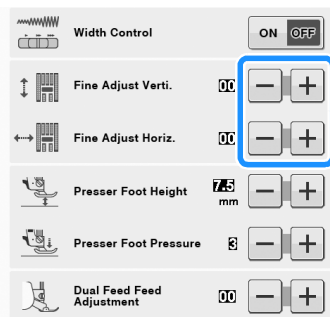 Width Control ON OFF
Fine Adjust Verti. 00 − +
Fine Adjust Horiz. 00 − +
Presser Foot Height 7.5 mm − +
Presser Foot Pressure 3 − +
Dual Feed Feed
Adjustment 00 − +